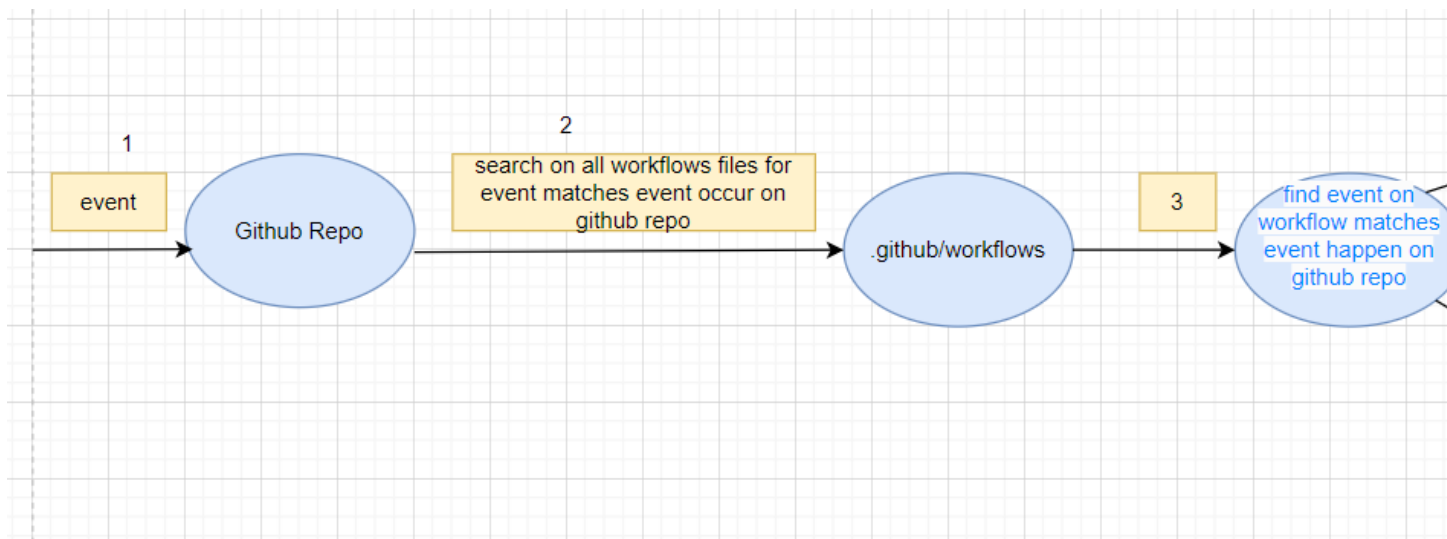 1
event
Github Repo
2
search on all workflows files for
event matches event occur on
github repo
.github/workflows
3
find event on
workflow matches
event happen on
github repo